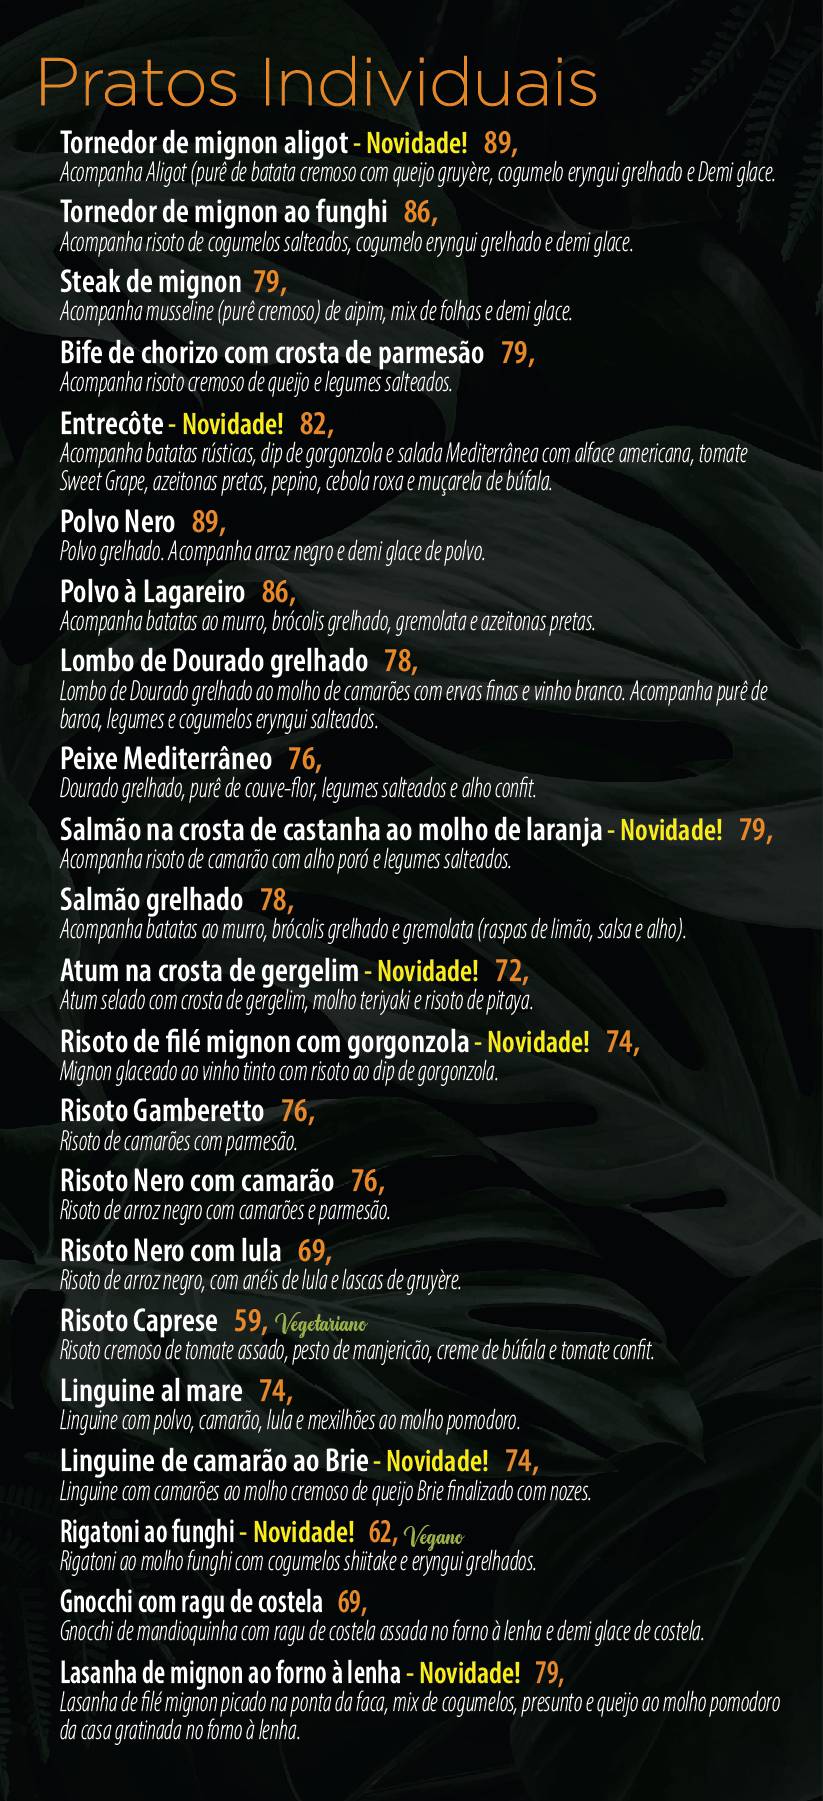 Pratos Individuais
Tornedor de mignon aligot - Novidade! 89,
Acompanha Aligot (purê de batata cremoso com queijo gruyère, cogumelo eryngui grelhado e Demi glace.
Tornedor de mignon ao funghi 86,
Acompanha risoto de cogumelos salteados, cogumelo eryngui grelhado e demi glace.
Steak de mignon 79,
Acompanha musseline (purê cremoso) de aipim, mix de folhas e demi glace.
Bife de chorizo com crosta de parmesão 79,
Acompanha risoto cremoso de queijo e legumes salteados.
Entrecôte - Novidade! 82,
Acompanha batatas rústicas, dip de gorgonzola e salada Mediterrânea com alface americana, tomate
Sweet Grape, azeitonas pretas, pepino, cebola roxa e muçarela de búfala.
Polvo Nero 89,
Polvo grelhado. Acompanha arroz negro e demi glace de polvo.
Polvo à Lagareiro 86,
Acompanha batatas ao murro, brócolis grelhado, gremolata e azeitonas pretas.
Lombo de Dourado grelhado 78,
Lombo de Dourado grelhado ao molho de camarões com ervas finas e vinho branco. Acompanha purê de
baroa, legumes e cogumelos eryngui salteados.
Peixe Mediterrâneo 76,
Dourado grelhado, purê de couve-flor, legumes salteados e alho confit.
Salmão na crosta de castanha ao molho de laranja - Novidade! 79,
Acompanha risoto de camarão com alho poró e legumes salteados.
Salmão grelhado 78,
Acompanha batatas ao murro, brócolis grelhado e gremolata (raspas de limão, salsa e alho).
Atum na crosta de gergelim - Novidade! 72,
Atum selado com crosta de gergelim, molho teriyaki e risoto de pitaya.
Risoto de filé mignon com gorgonzola - Novidade! 74,
Mignon glaceado ao vinho tinto com risoto ao dip de gorgonzola.
Risoto Gamberetto 76,
Risoto de camarões com parmesão.
Risoto Nero com camarão 76,
Risoto de arroz negro com camarões e parmesão.
Risoto Nero com lula 69,
Risoto de arroz negro, com anéis de lula e lascas de gruyère.
Risoto Caprese 59, Vegetariano
Risoto cremoso de tomate assado, pesto de manjericão, creme de búfala e tomate confit.
Linguine al mare 74,
Linguine com polvo, camarão, lula e mexilhões ao molho pomodoro.
Linguine de camarão ao Brie - Novidade! 74,
Linguine com camarões ao molho cremoso de queijo Brie finalizado com nozes.
Rigatoni ao funghi - Novidade! 62, Vegano
Rigatoni ao molho funghi com cogumelos shiitake e eryngui grelhados.
Gnocchi com ragu de costela 69,
Gnocchi de mandioquinha com ragu de costela assada no forno à lenha e demi glace de costela.
Lasanha de mignon ao forno à lenha - Novidade! 79,
Lasanha de filé mignon picado na ponta da faca, mix de cogumelos, presunto e queijo ao molho pomodoro
da casa gratinada no forno à lenha.